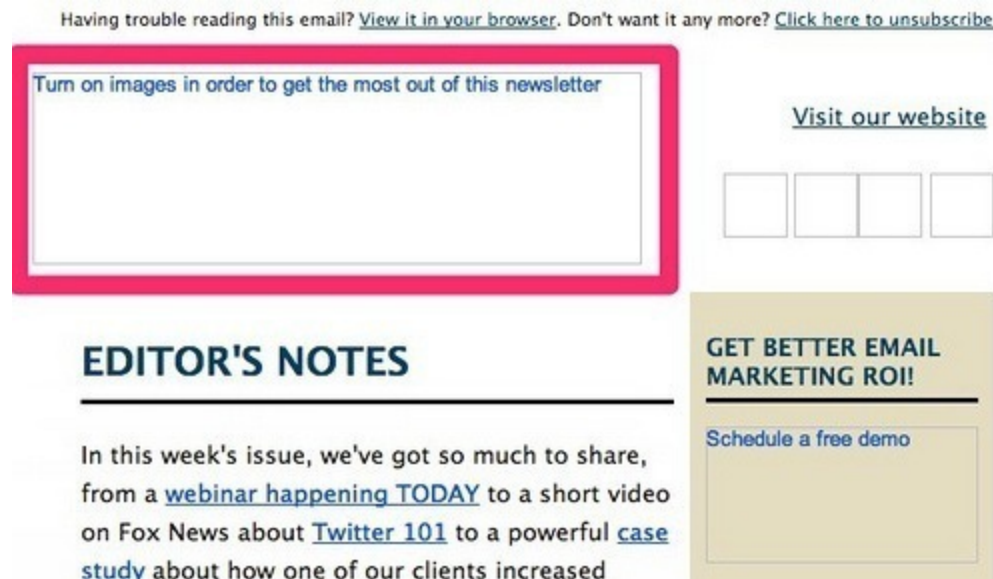 Having trouble reading this email? View it in your browser. Don't want it any more? Click here to unsubscribe
Turn on images in order to get the most out of this newsletter
Visit our website
EDITOR'S NOTES
In this week's issue, we've got so much to share,
from a webinar happening TODAY to a short video
on Fox News about Twitter 101 to a powerful case
study about how one of our clients increased
GET BETTER EMAIL
MARKETING ROI!
Schedule a free demo